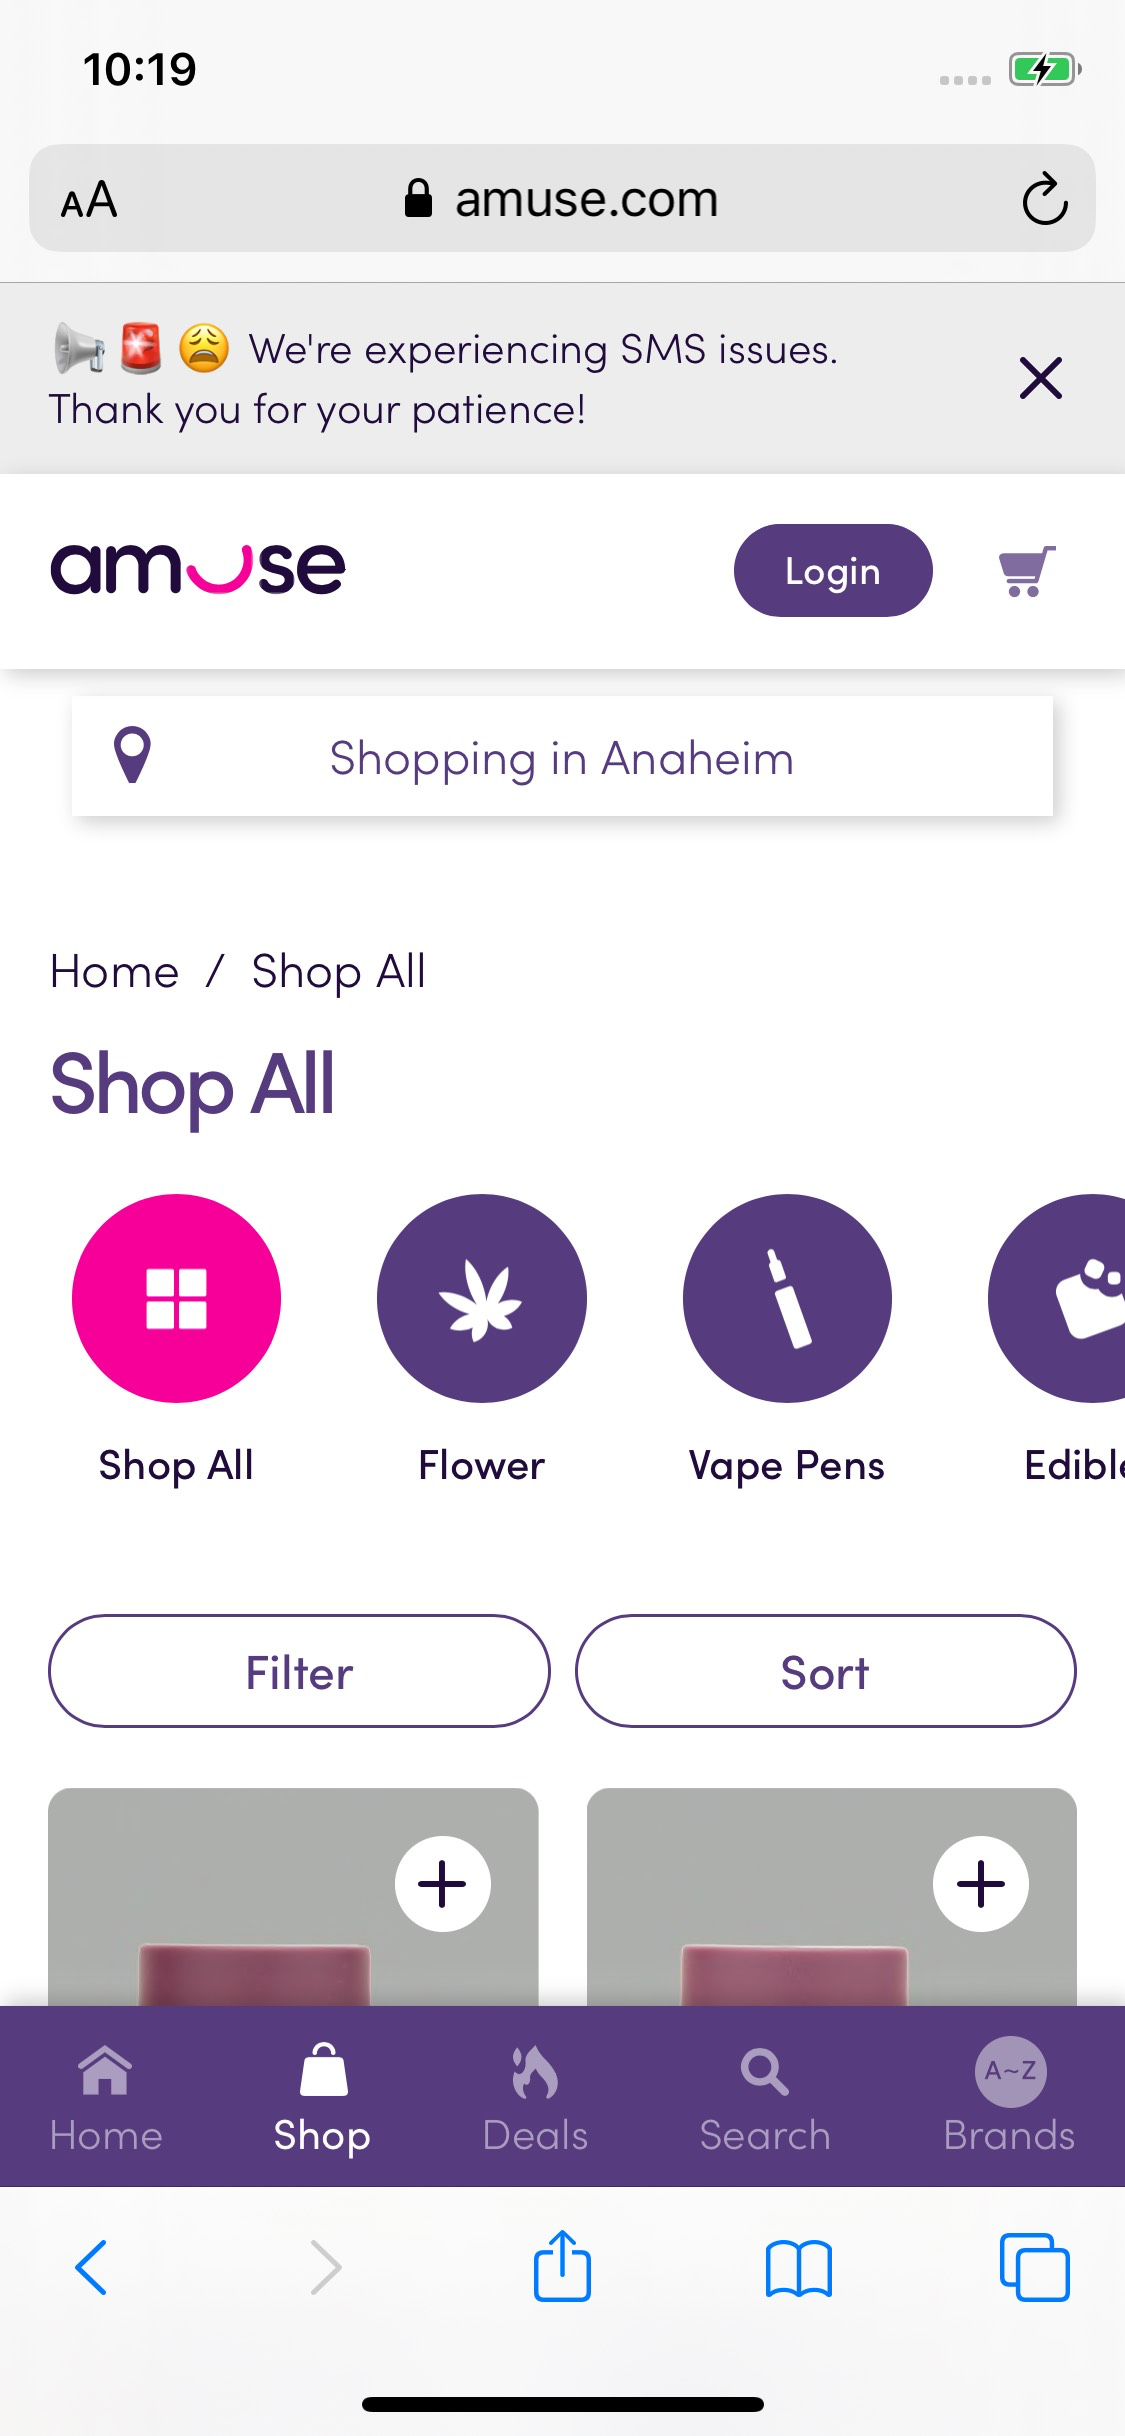 10:19
AA
amuse.com
We're experiencing SMS issues.
Thank you for your patience!
amuse
Login
Shopping in Anaheim
Home / Shop All
Shop All
Shop All
Flower
Vape Pens
Edible
Filter
Sort
A~Z
Home
Shop
Deals
Search
Brands